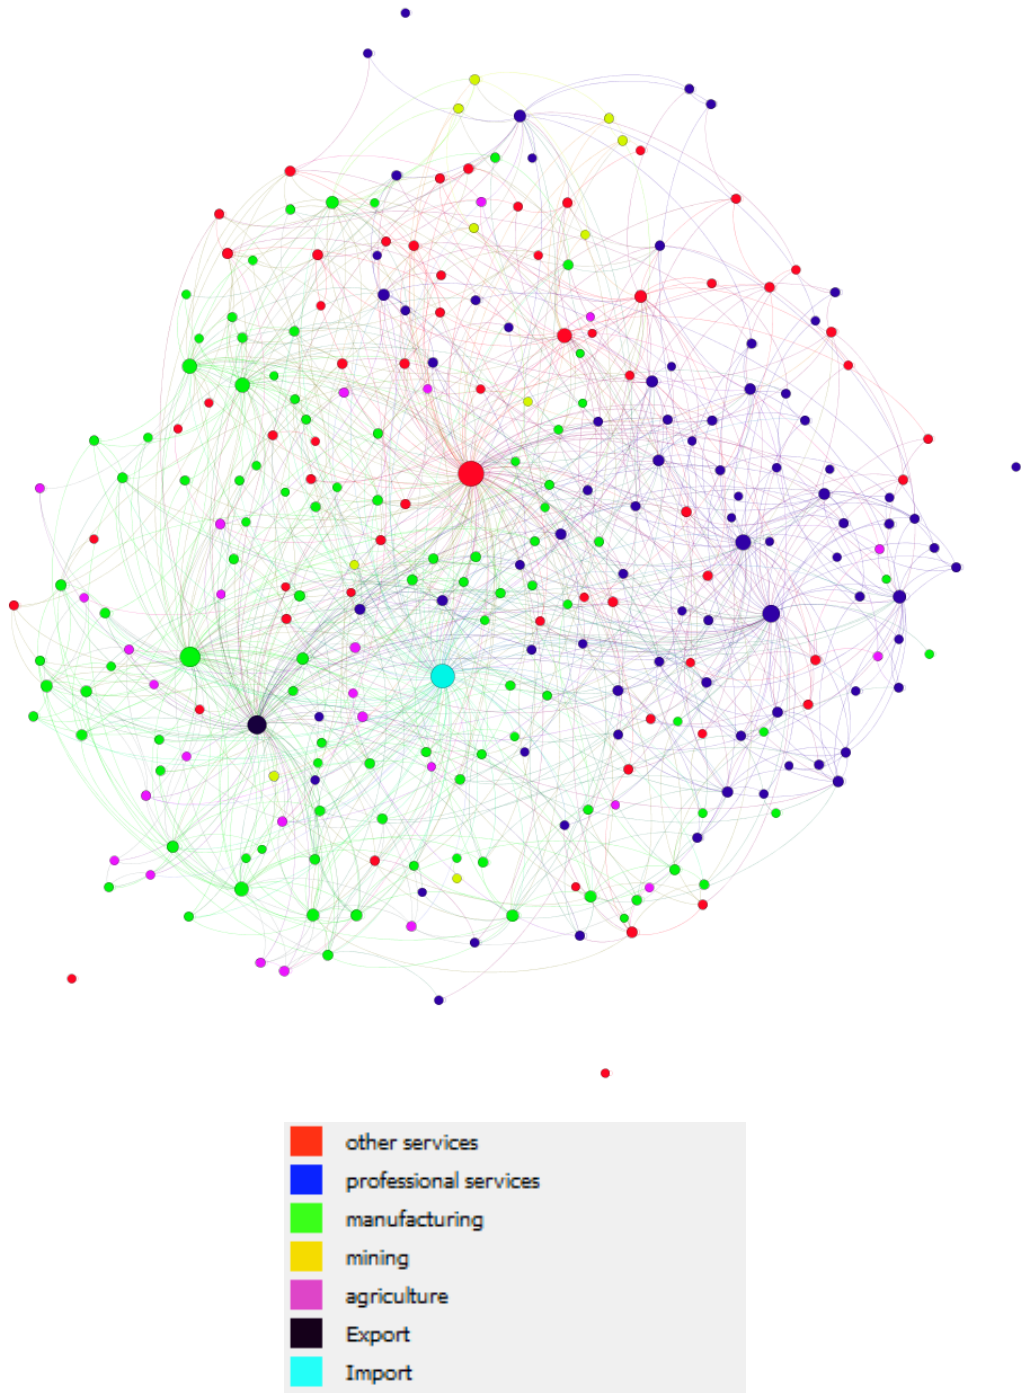 other services
professional services
manufacturing
mining
agriculture
Export
Import